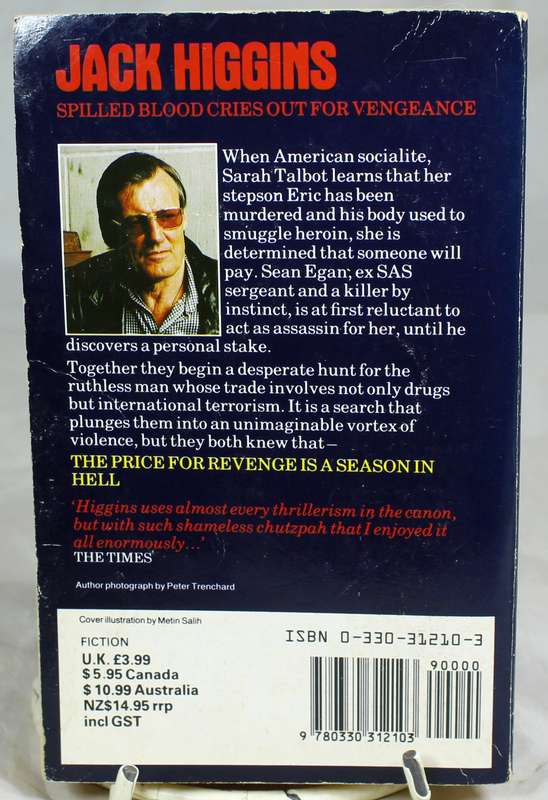 JACK HIGGINS
SPILLED BLOOD CRIES OUT FOR VENGEANCE
When American socialite,
Sarah Talbot learns that her
stepson Eric has been
murdered and his body used to
smuggle heroin, she is
determined that someone will
pay. Sean Egan, ex SAS
sergeant and a killer by
instinct, is at first reluctant to
act as assassin for her, until he
discovers a personal stake.
Together they begin a desperate hunt for the
ruthless man whose trade involves not only drugs
but international terrorism. It is a search that
plunges them into an unimaginable vortex of
violence, but they both knew that—
THE PRICE FOR REVENGE IS A SEASON IN
HELL
‘Higgins uses almost every thrillerism in the canon,
but with such shameless chutzpah that I enjoyed it
all enormously...’
THE TIMES
Author photograph by Peter Trenchard
Cover illustration by Metin Salih
FICTION
U.K. £3.99
$5.95 Canada
$10.99 Australia
NZ$14.95 rrp
incl GST
ISBN 0-330-31210-3
90000
9 780330 312103